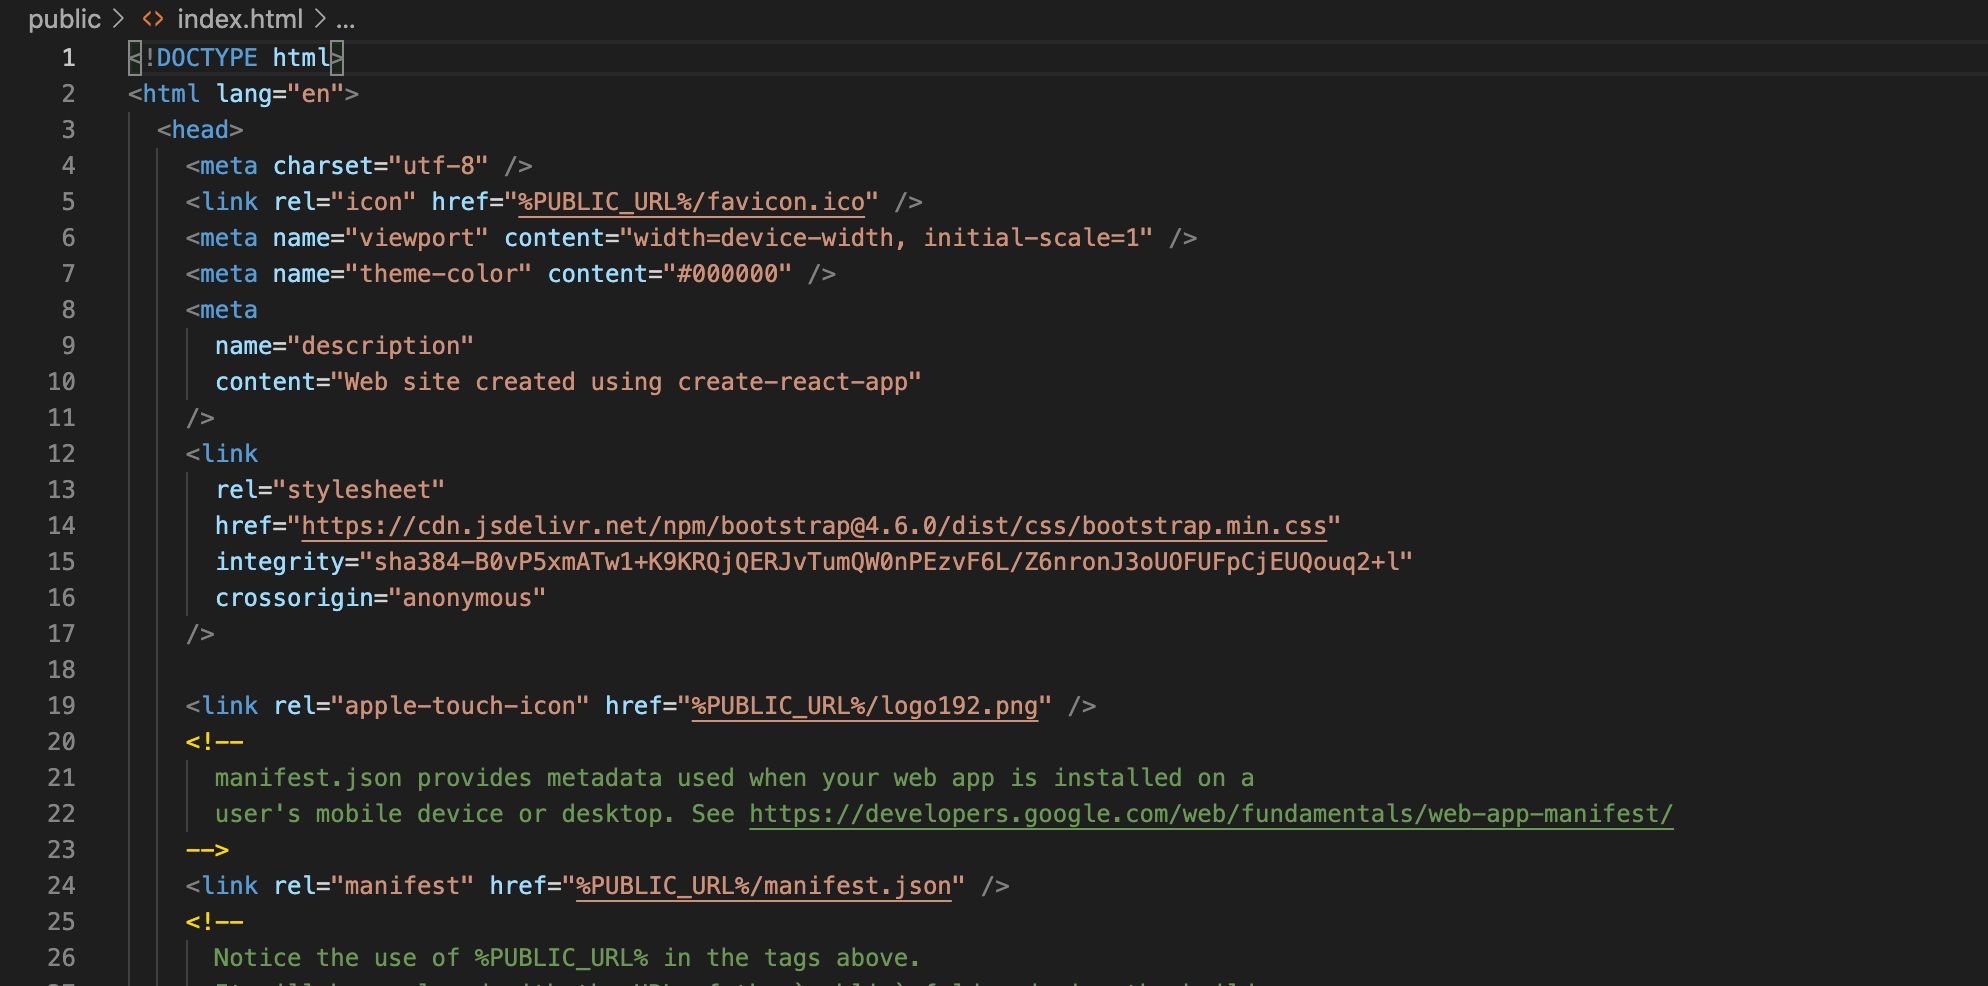 public > <> index.html > ...
1 <!DOCTYPE html>
2 <html lang="en">
3 <head>
4 <meta charset="utf-8" />
5 <link rel="icon" href="%PUBLIC_URL%/favicon.ico" />
6 <meta name="viewport" content="width=device-width, initial-scale=1" />
7 <meta name="theme-color" content="#000000" />
8 <meta
9 name="description"
10 content="Web site created using create-react-app"
11 />
12 <link
13 rel="stylesheet"
14 href="https://cdn.jsdelivr.net/npm/bootstrap@4.6.0/dist/css/bootstrap.min.css"
15 integrity="sha384-B0vP5xmATw1+K9KRQjQERJvTumQW0nPEzvF6L/Z6nronJ3oUOFUFpCjEUQouq2+l"
16 crossorigin="anonymous"
17 />
18
19 <link rel="apple-touch-icon" href="%PUBLIC_URL%/logo192.png" />
20 <!--
21 manifest.json provides metadata used when your web app is installed on a
22 user's mobile device or desktop. See https://developers.google.com/web/fundamentals/web-app-manifest/
23 -->
24 <link rel="manifest" href="%PUBLIC_URL%/manifest.json" />
25 <!--
26 Notice the use of %PUBLIC_URL% in the tags above.